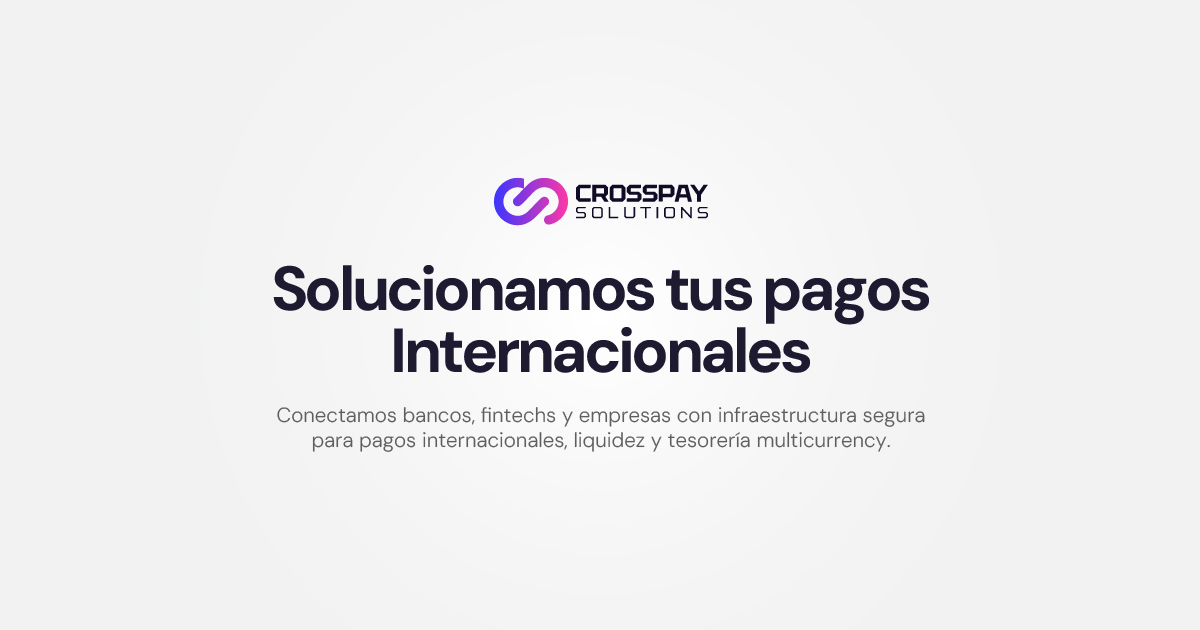 CROSSPAY
SOLUTIONS
Solucionamos tus pagos
Internacionales
Conectamos bancos, fintechs y empresas con infraestructura segura
para pagos internacionales, liquidez y tesorería multicurrency.